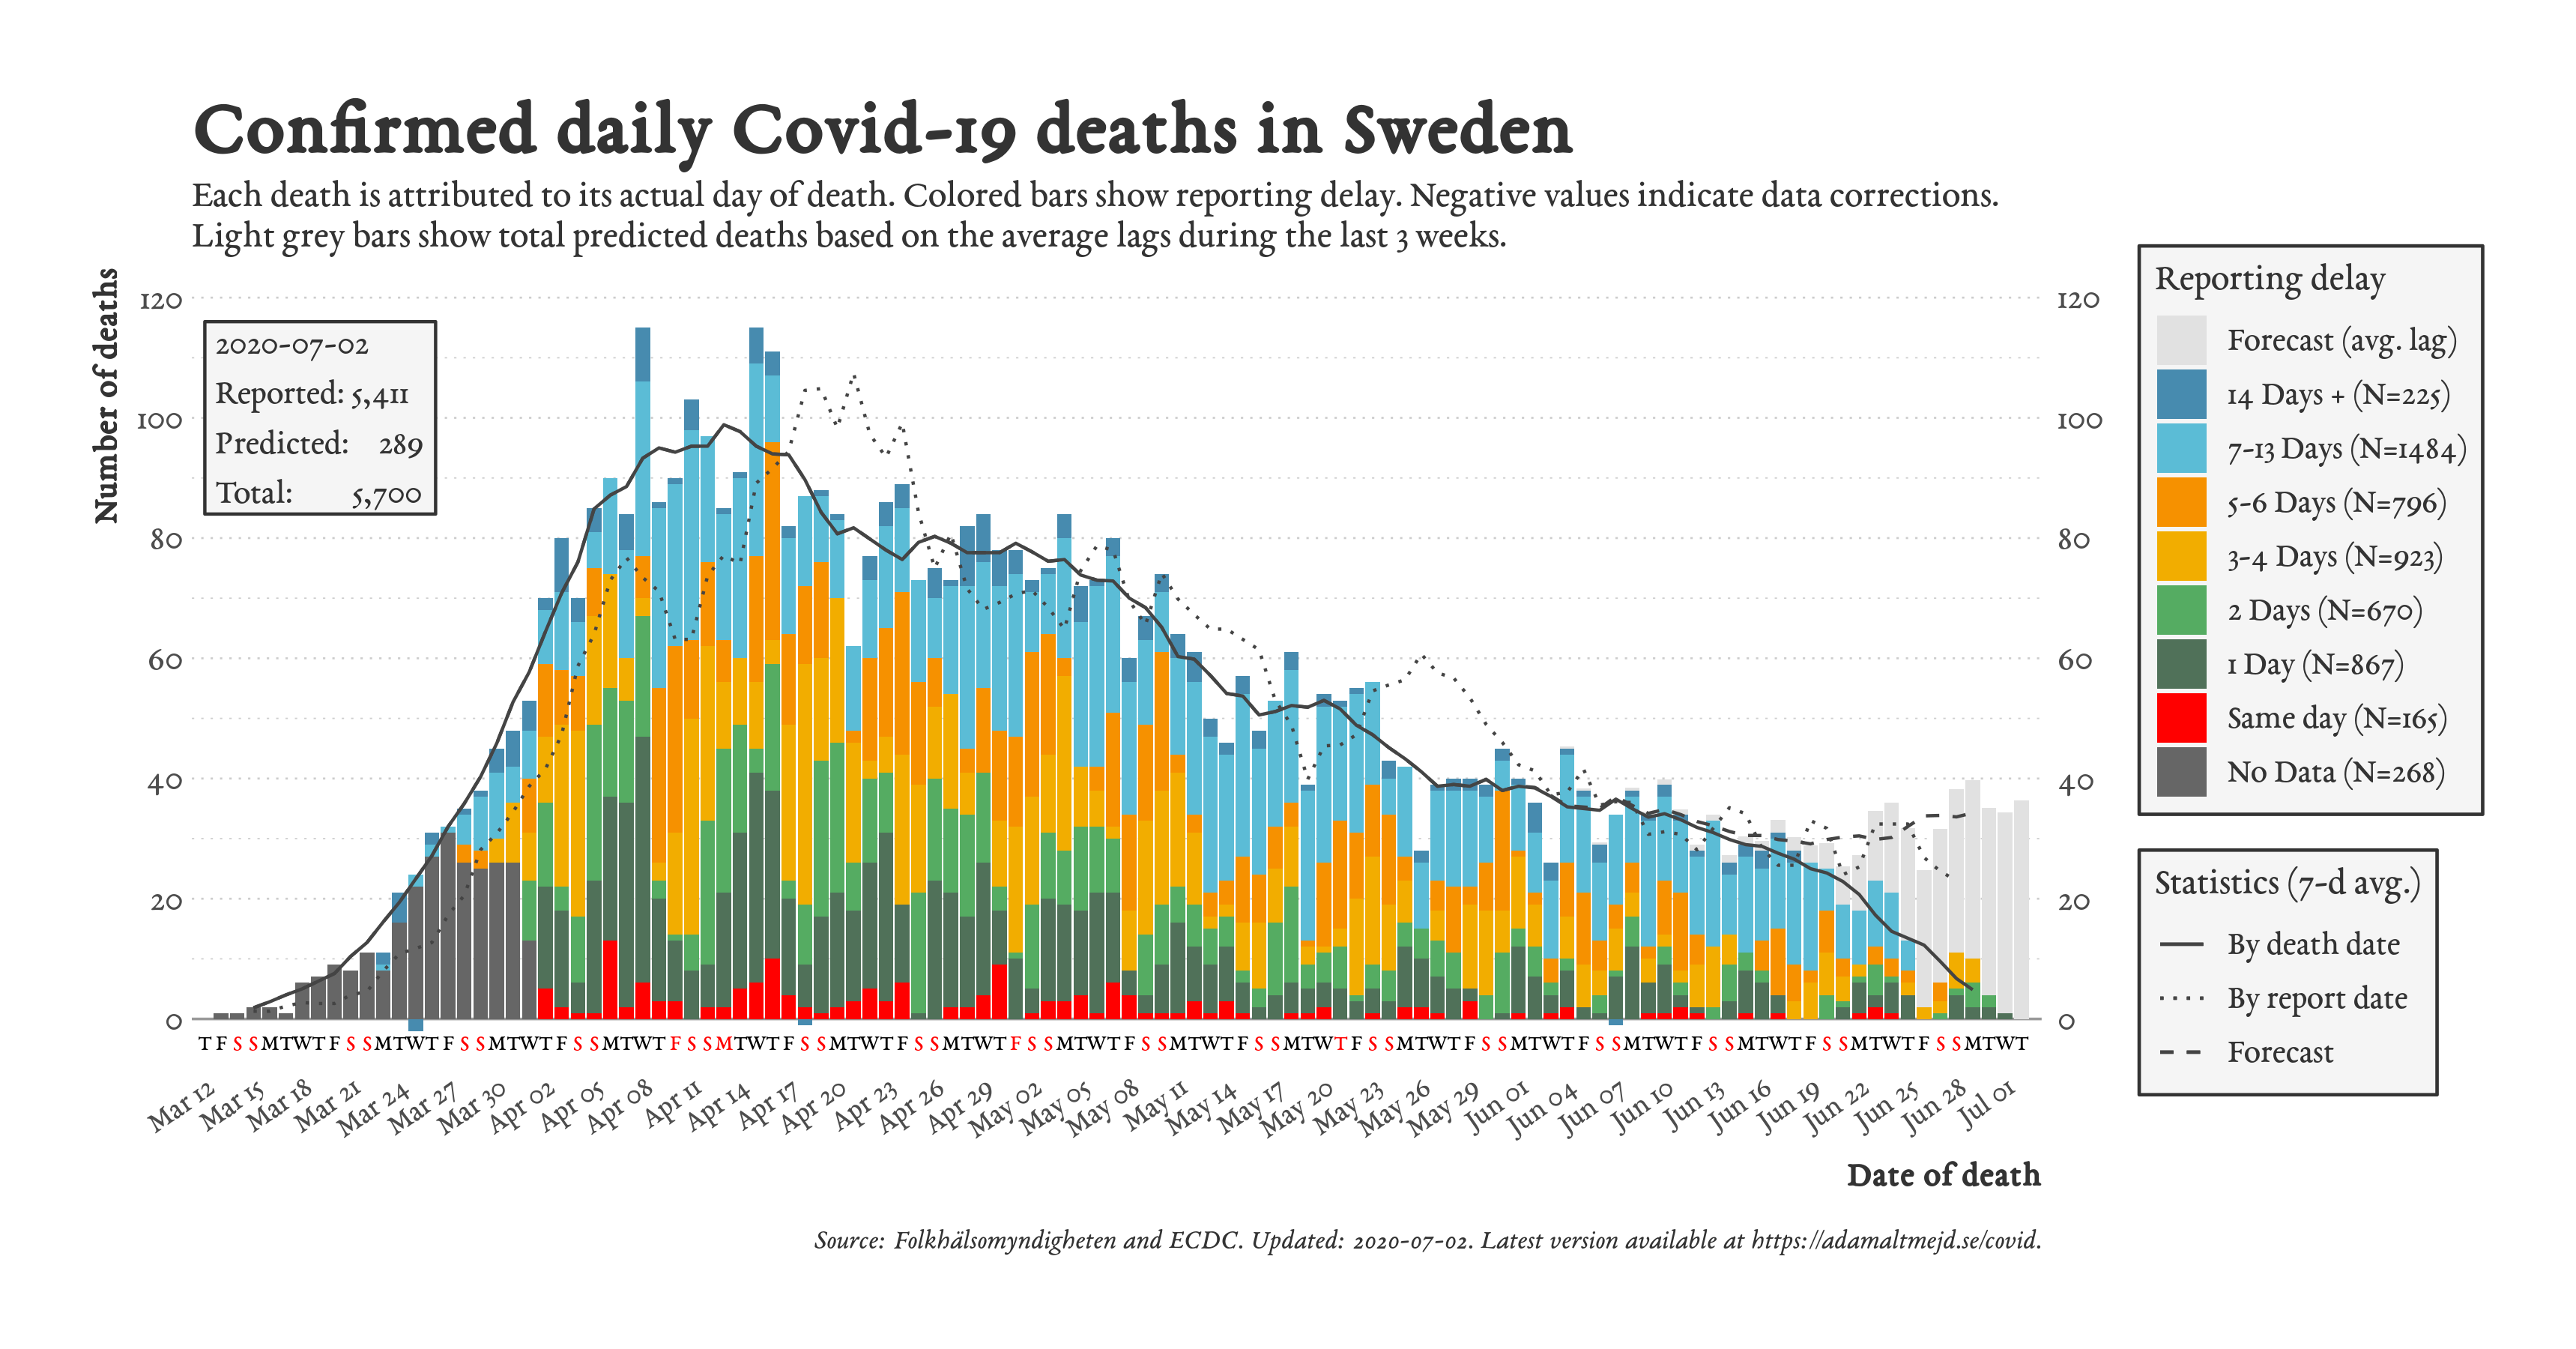 Confirmed daily Covid-19 deaths in Sweden
Each death is attributed to its actual day of death. Colored bars show reporting delay. Negative values indicate data corrections.
Light grey bars show total predicted deaths based on the average lags during the last 3 weeks.
Number of deaths
120
100
80
60
40
20
0
2020-07-02
Reported: 5,411
Predicted: 289
Total: 5,700
120
100
80
60
40
20
0
T F S S M T W T F S S M T W T F S S M T W T F S S M T W T F S S M T W T F S S M T W T F S S M T W T F S S M T W T F S S M T W T F S S M T W T F S S M T W T F S S M T W T F S S M T W T F S S M T W T F S S M T W T F S S M T W T
Mar 12
Mar 15
Mar 18
Mar 21
Mar 24
Mar 27
Mar 30
Apr 02
Apr 05
Apr 08
Apr 11
Apr 14
Apr 17
Apr 20
Apr 23
Apr 26
Apr 29
May 02
May 05
May 08
May 11
May 14
May 17
May 20
May 23
May 26
May 29
Jun 01
Jun 04
Jun 07
Jun 10
Jun 13
Jun 16
Jun 19
Jun 22
Jun 25
Jun 28
Jul 01
Date of death
Reporting delay
Forecast (avg. lag)
14 Days + (N=225)
7-13 Days (N=1484)
5-6 Days (N=796)
3-4 Days (N=923)
2 Days (N=670)
1 Day (N=867)
Same day (N=165)
No Data (N=268)
Statistics (7-d avg.)
By death date
By report date
Forecast
Source: Folkhälsomyndigheten and ECDC. Updated: 2020-07-02. Latest version available at https://adamaltmejd.se/covid.